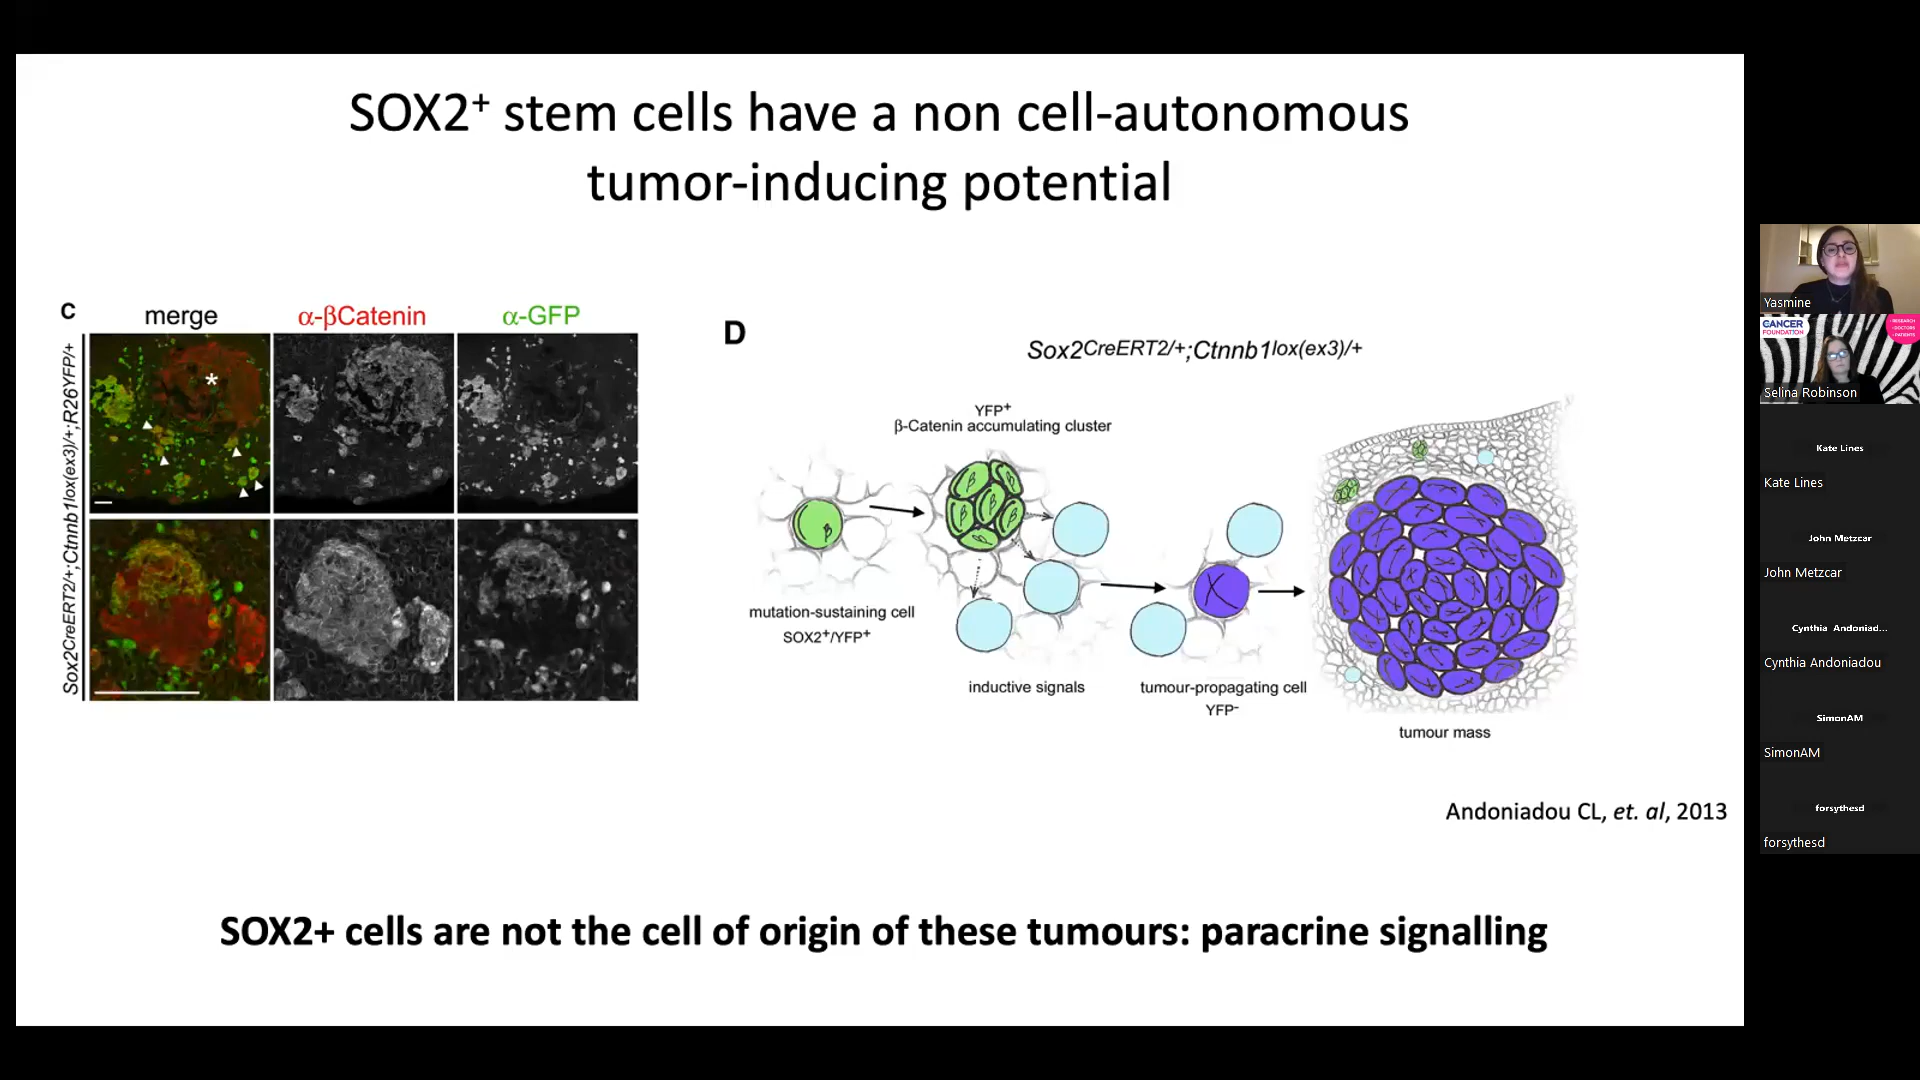 SOX2⁺ stem cells have a non cell-autonomous
tumor-inducing potential
C
merge
α-βCatenin
α-GFP
Sox2CreERT2/+;Ctnnb1lox(ex3)/+;R26YFP/+
*
D
Sox2CreERT2/+;Ctnnb1lox(ex3)/+
YFP⁺
β-Catenin accumulating cluster
β
β
β
β
β
β
β
mutation-sustaining cell
SOX2⁺/YFP⁺
inductive signals
tumour-propagating cell
YFP⁻
tumour mass
Andoniadou CL, et. al, 2013
SOX2+ cells are not the cell of origin of these tumours: paracrine signalling
Yasmine
CANCER
FOUNDATION
RESEARCH
DOCTORS
PATIENTS
Selina Robinson
Kate Lines
Kate Lines
John Metzcar
John Metzcar
Cynthia Andoniad...
Cynthia Andoniadou
SimonAM
SimonAM
forsythesd
forsythesd